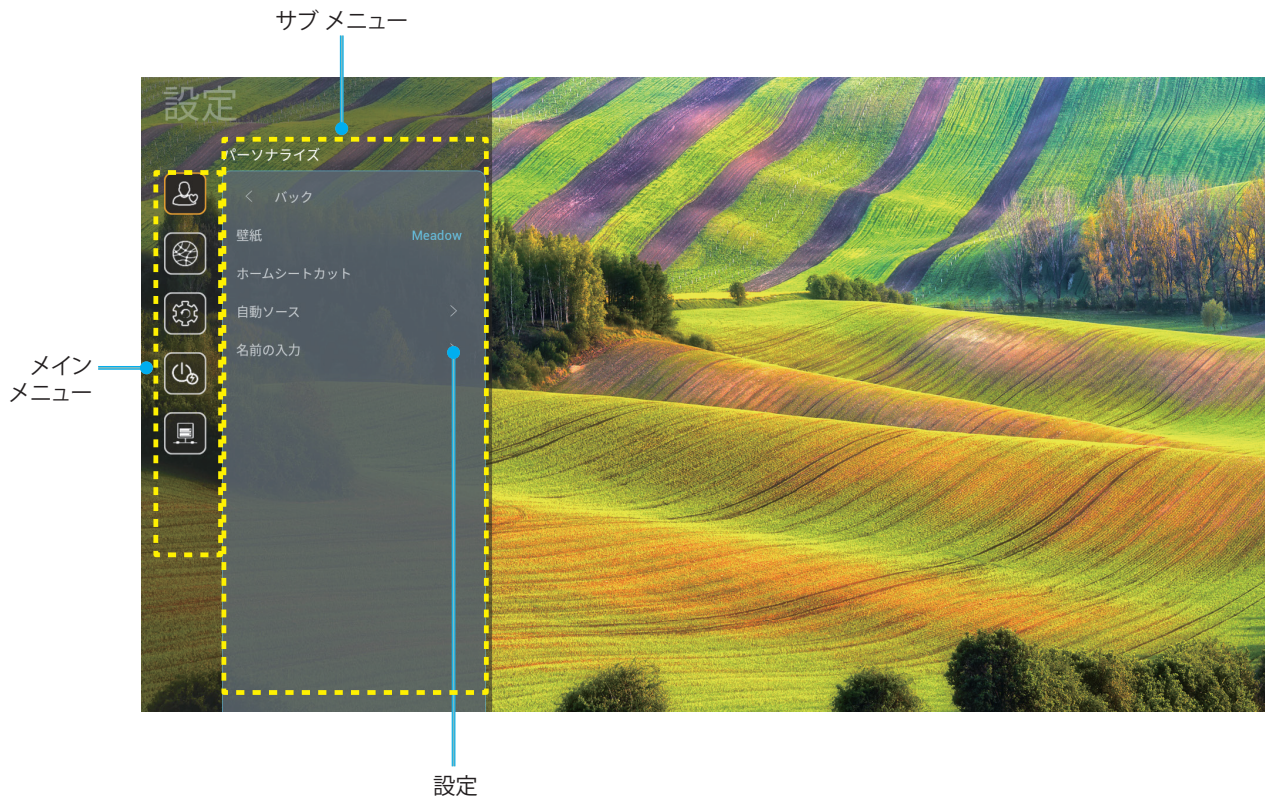 サブ メニュー
設定
パーソナライズ
バック
壁紙 Meadow
ホームシートカット
自動ソース
名前の入力
メイン
メニュー
設定